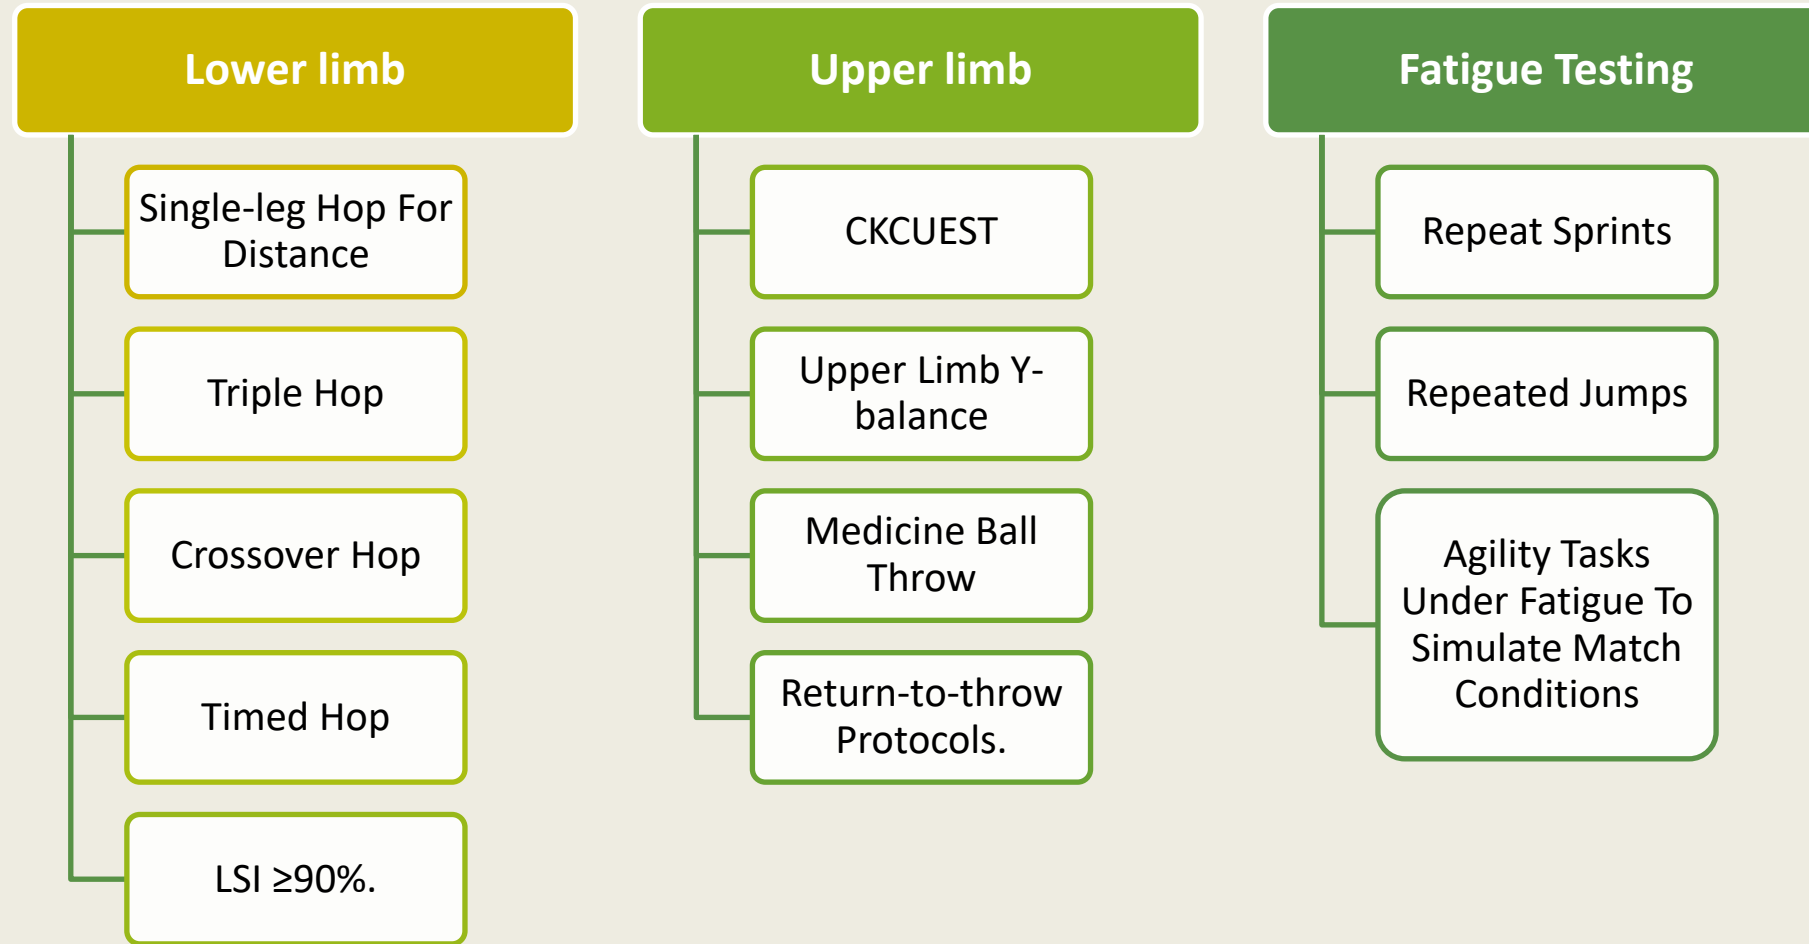 Lower limb
Single-leg Hop For
Distance
Triple Hop
Crossover Hop
Timed Hop
LSI ≥90%.
Upper limb
CKCUEST
Upper Limb Y-
balance
Medicine Ball
Throw
Return-to-throw
Protocols.
Fatigue Testing
Repeat Sprints
Repeated Jumps
Agility Tasks
Under Fatigue To
Simulate Match
Conditions